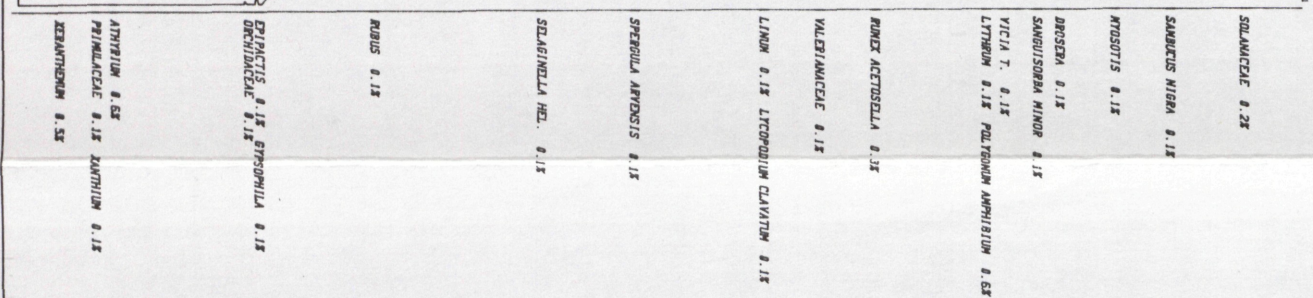 SOLANACEAE 0.2%
SAMBUCUS NIGRA 0.1%
MYOSOTIS 0.1%
DROSERA 0.1%
SANGUISORBA MINOR 0.1%
VICIA T. 0.1%
LYTHRUM 0.1% POLYGONUM AMPHIBIUM 0.6%
RUMEX ACETOSELLA 0.3%
VALERIANACEAE 0.1%
LINUM 0.1% LYCOPODIUM CLAVATUM 0.1%
SPERGULA ARVENSIS 0.1%
SELAGINELLA HEL. 0.1%
RUBUS 0.1%
EPIPACTIS 0.1% GYPSOPHILA 0.1%
ORCHIDACEAE 0.1%
ATHYRIUM 0.6%
PRIMULACEAE 0.1% XANTHIUM 0.1%
XERANTHEMUM 0.5%